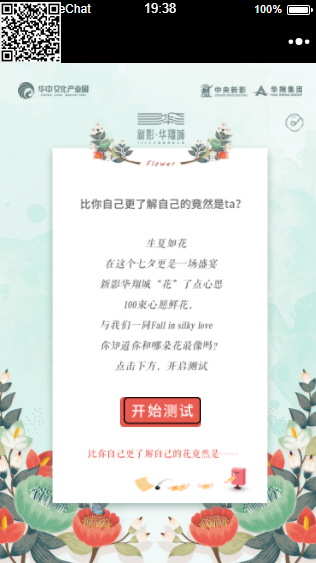 eChat
19:38
100%
华中文化产业园
中央新影
华翔集团
新影·华翔城
Flower
比你自己更了解自己的竟然是ta?
生夏如花
在这个七夕更是一场盛宴
新影华翔城“花”了点心思
100束心愿鲜花，
与我们一同Fall in silky love
你知道你和哪朵花最像吗?
点击下方，开启测试
开始测试
比你自己更了解自己的花竟然是……